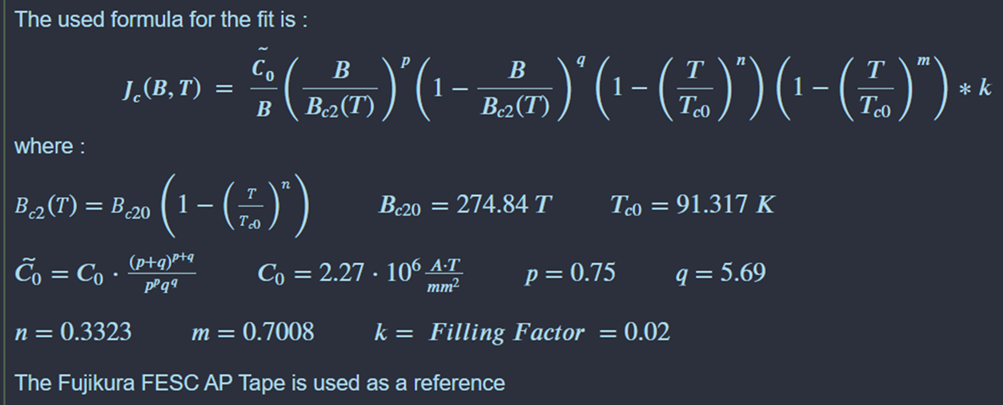 The used formula for the fit is :
J_c(B, T) = \frac{\tilde{C_0}}{B} \left( \frac{B}{B_{c2}(T)} \right)^p \left( 1 - \frac{B}{B_{c2}(T)} \right)^q \left( 1 - \left( \frac{T}{T_{c0}} \right)^n \right) \left( 1 - \left( \frac{T}{T_{c0}} \right)^m \right) * k
where :
B_{c2}(T) = B_{c20} \left( 1 - \left( \frac{T}{T_{c0}} \right)^n \right) B_{c20} = 274.84 T T_{c0} = 91.317 K
\tilde{C}_0 = C_0 · \frac{(p+q)^{p+q}}{p^p q^q} C_0 = 2.27 · 10^6 \frac{A·T}{mm^2} p = 0.75 q = 5.69
n = 0.3323 m = 0.7008 k = Filling Factor = 0.02
The Fujikura FESC AP Tape is used as a reference